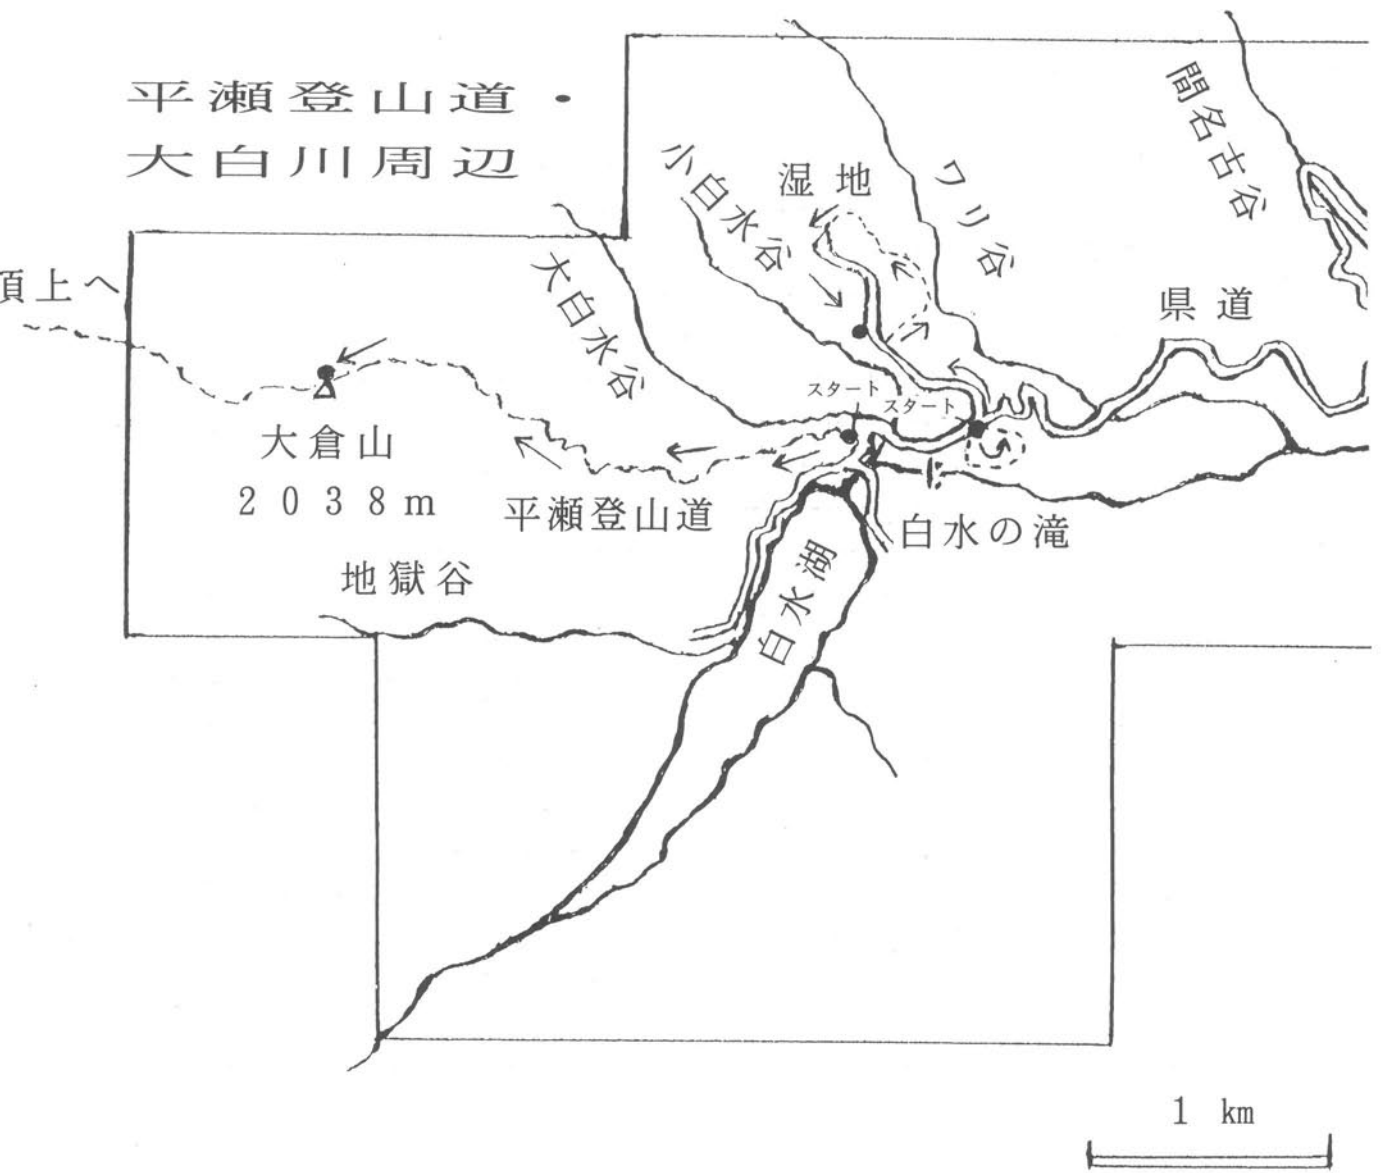 平瀬登山道・
大白川周辺
間名古谷
ワリ谷
湿地
小白水谷
大白水谷
頂上へ
県道
スタート
スタート
大倉山
2038m
平瀬登山道
白水の滝
地獄谷
白水湖
1 km